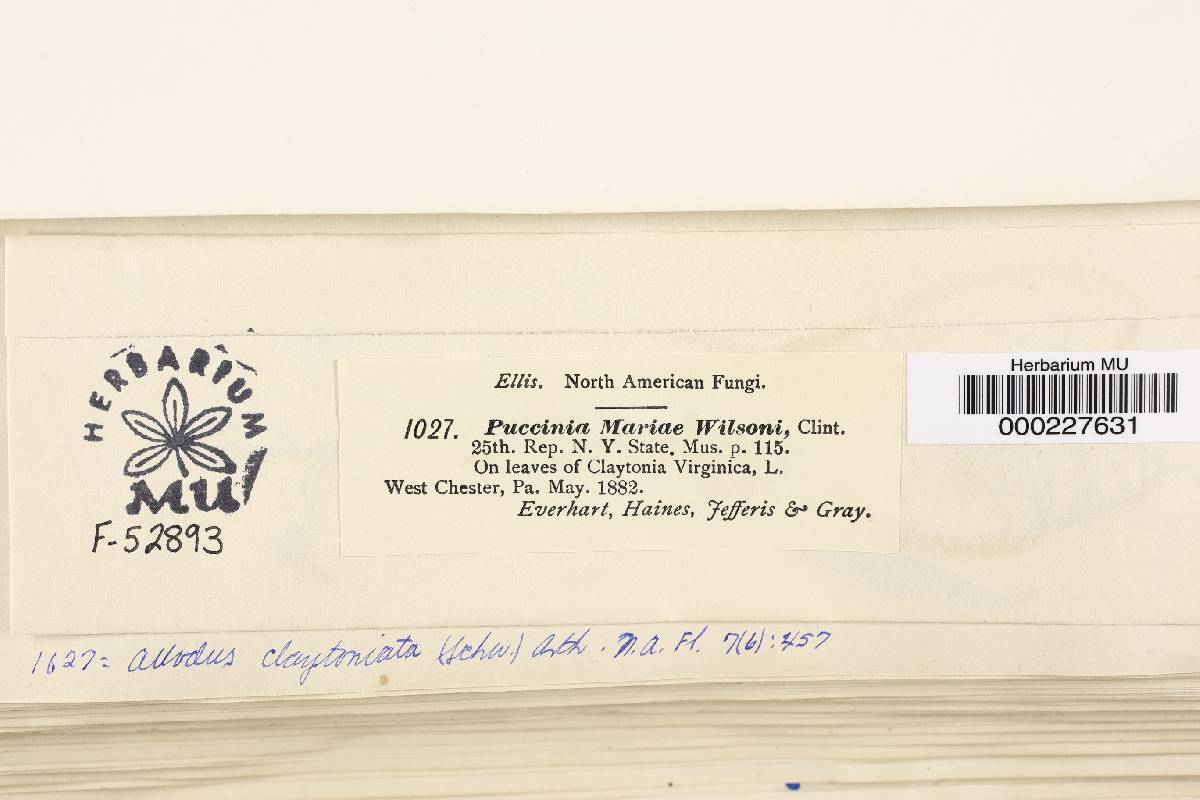 HERBARIUM
MU
F-52893
Ellis. North American Fungi.
1027. Puccinia Mariae Wilsoni, Clint.
25th. Rep. N. Y. State. Mus. p. 115.
On leaves of Claytonia Virginica, L.
West Chester, Pa. May. 1882.
Everhart, Haines, Jefferis & Gray.
Herbarium MU
000227631
1027= Allodus claytoniata (Schw.) Arth. N.A. Fl. 7(6):457